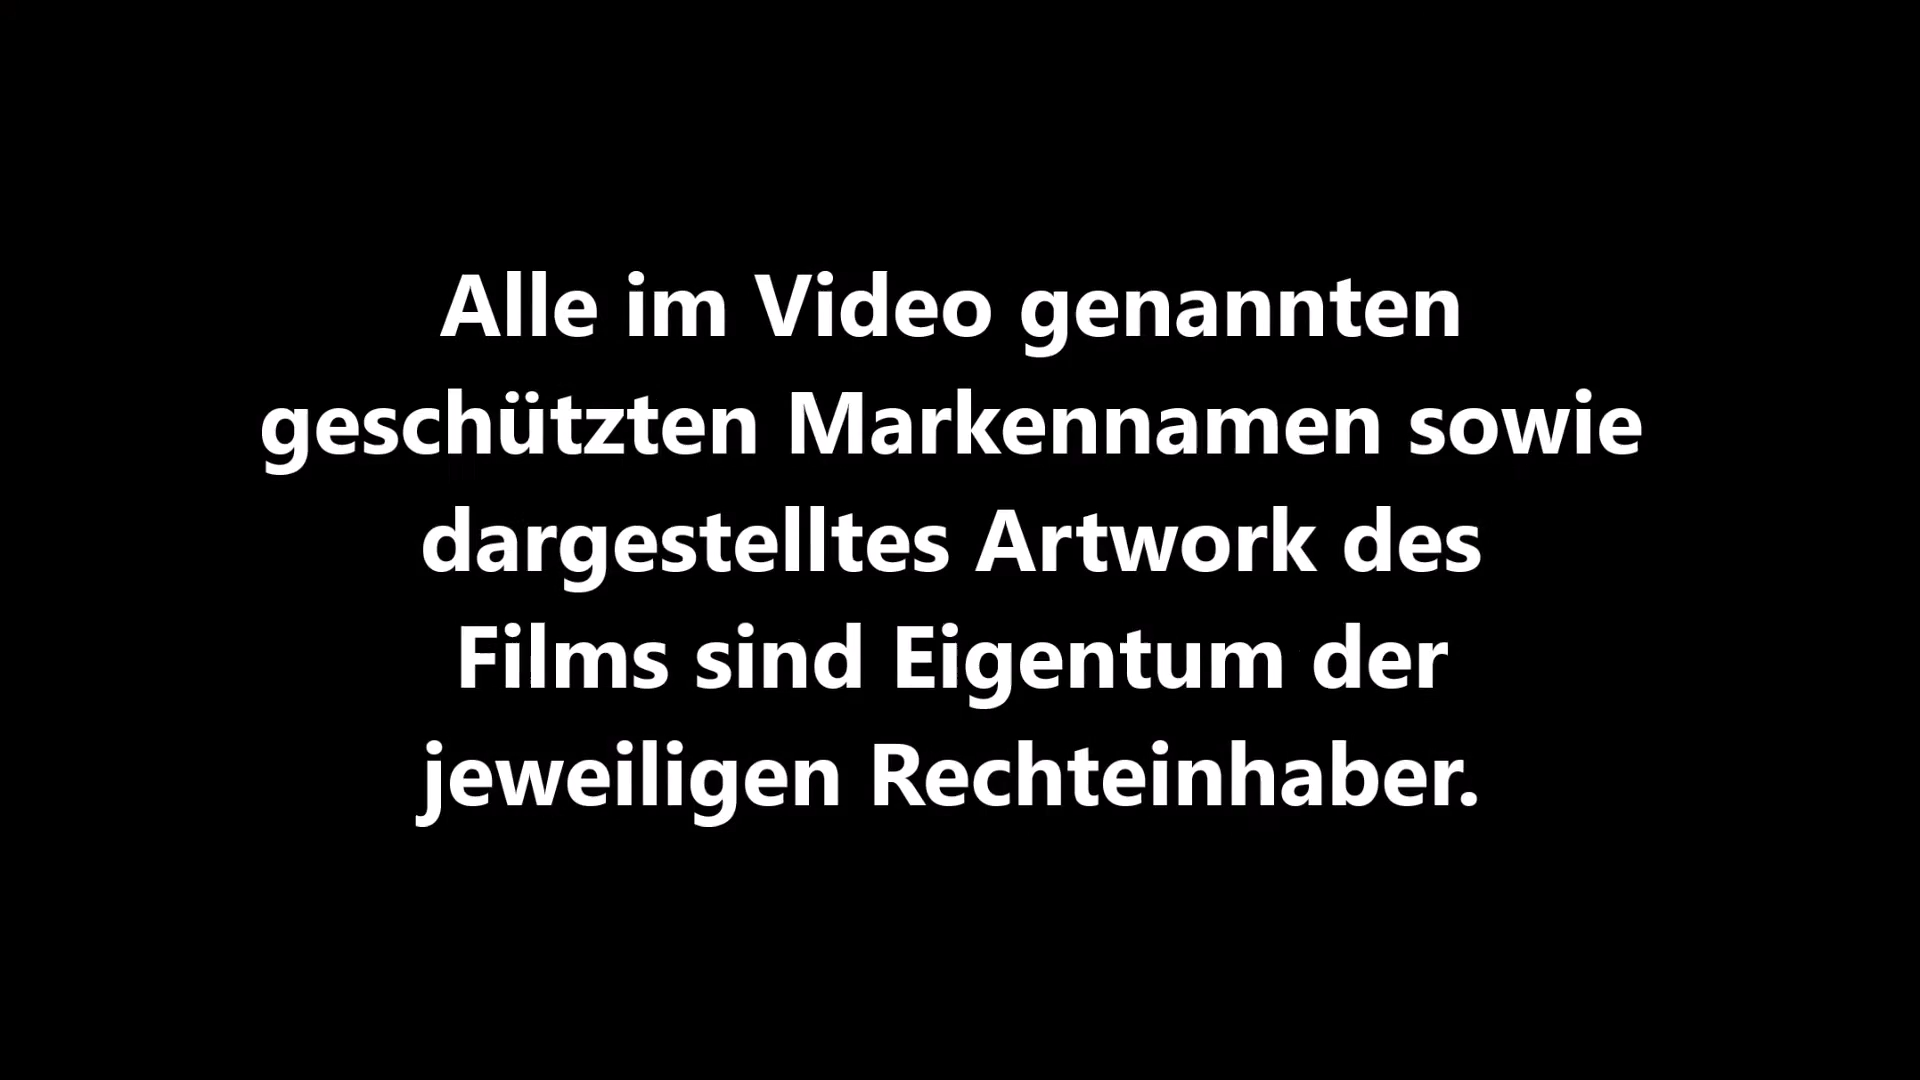 Alle im Video genannten
geschützten Markennamen sowie
dargestelltes Artwork des
Films sind Eigentum der
jeweiligen Rechteinhaber.